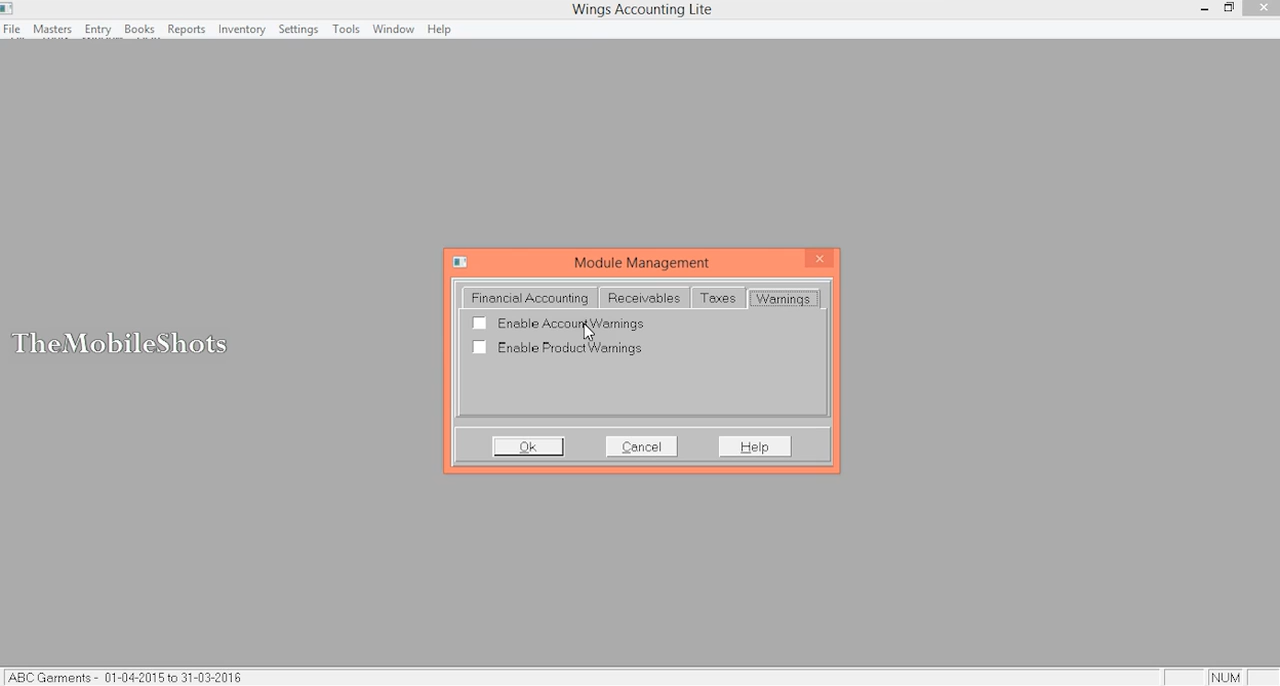 Wings Accounting Lite
File Masters Entry Books Reports Inventory Settings Tools Window Help
Module Management
Financial Accounting Receivables Taxes Warnings
Enable Account Warnings
TheMobileShots
Enable Product Warnings
Ok Cancel Help
ABC Garments - 01-04-2015 to 31-03-2016 NUM